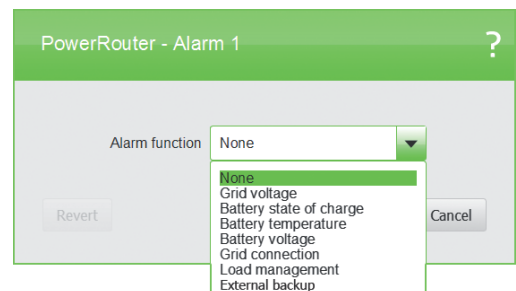 PowerRouter - Alarm 1
?
Alarm function None
None
Grid voltage
Battery state of charge
Battery temperature
Battery voltage
Grid connection
Load management
External backup
Revert
Cancel